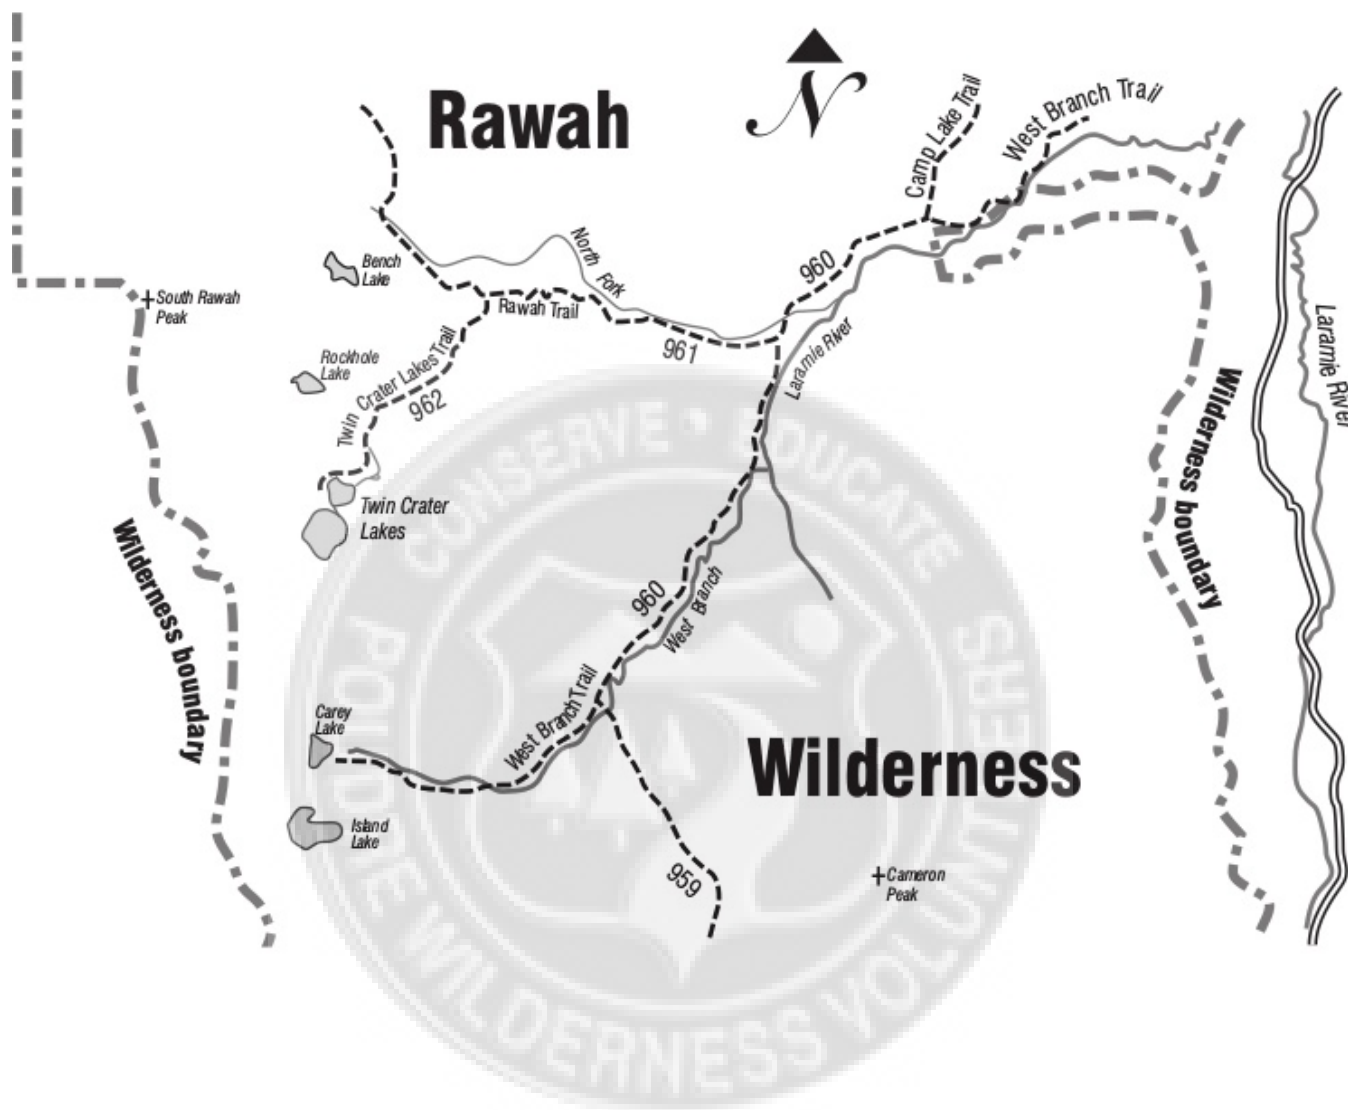 Rawah
N
Camp Lake Trail
West Branch Trail
Bench
Lake
North
Fork
960
South Rawah
Peak
Rawah Trail
961
Laramie River
Laramie River
Rockhole
Lake
Twin Crater Lakes Trail
962
Wilderness boundary
CONSERVE • EDUCATE
Twin Crater
Lakes
Wilderness boundary
960
West Branch
West Branch Trail
Carey
Lake
Wilderness
Island
Lake
959
Cameron
Peak
POUDRE WILDERNESS VOLUNTEERS